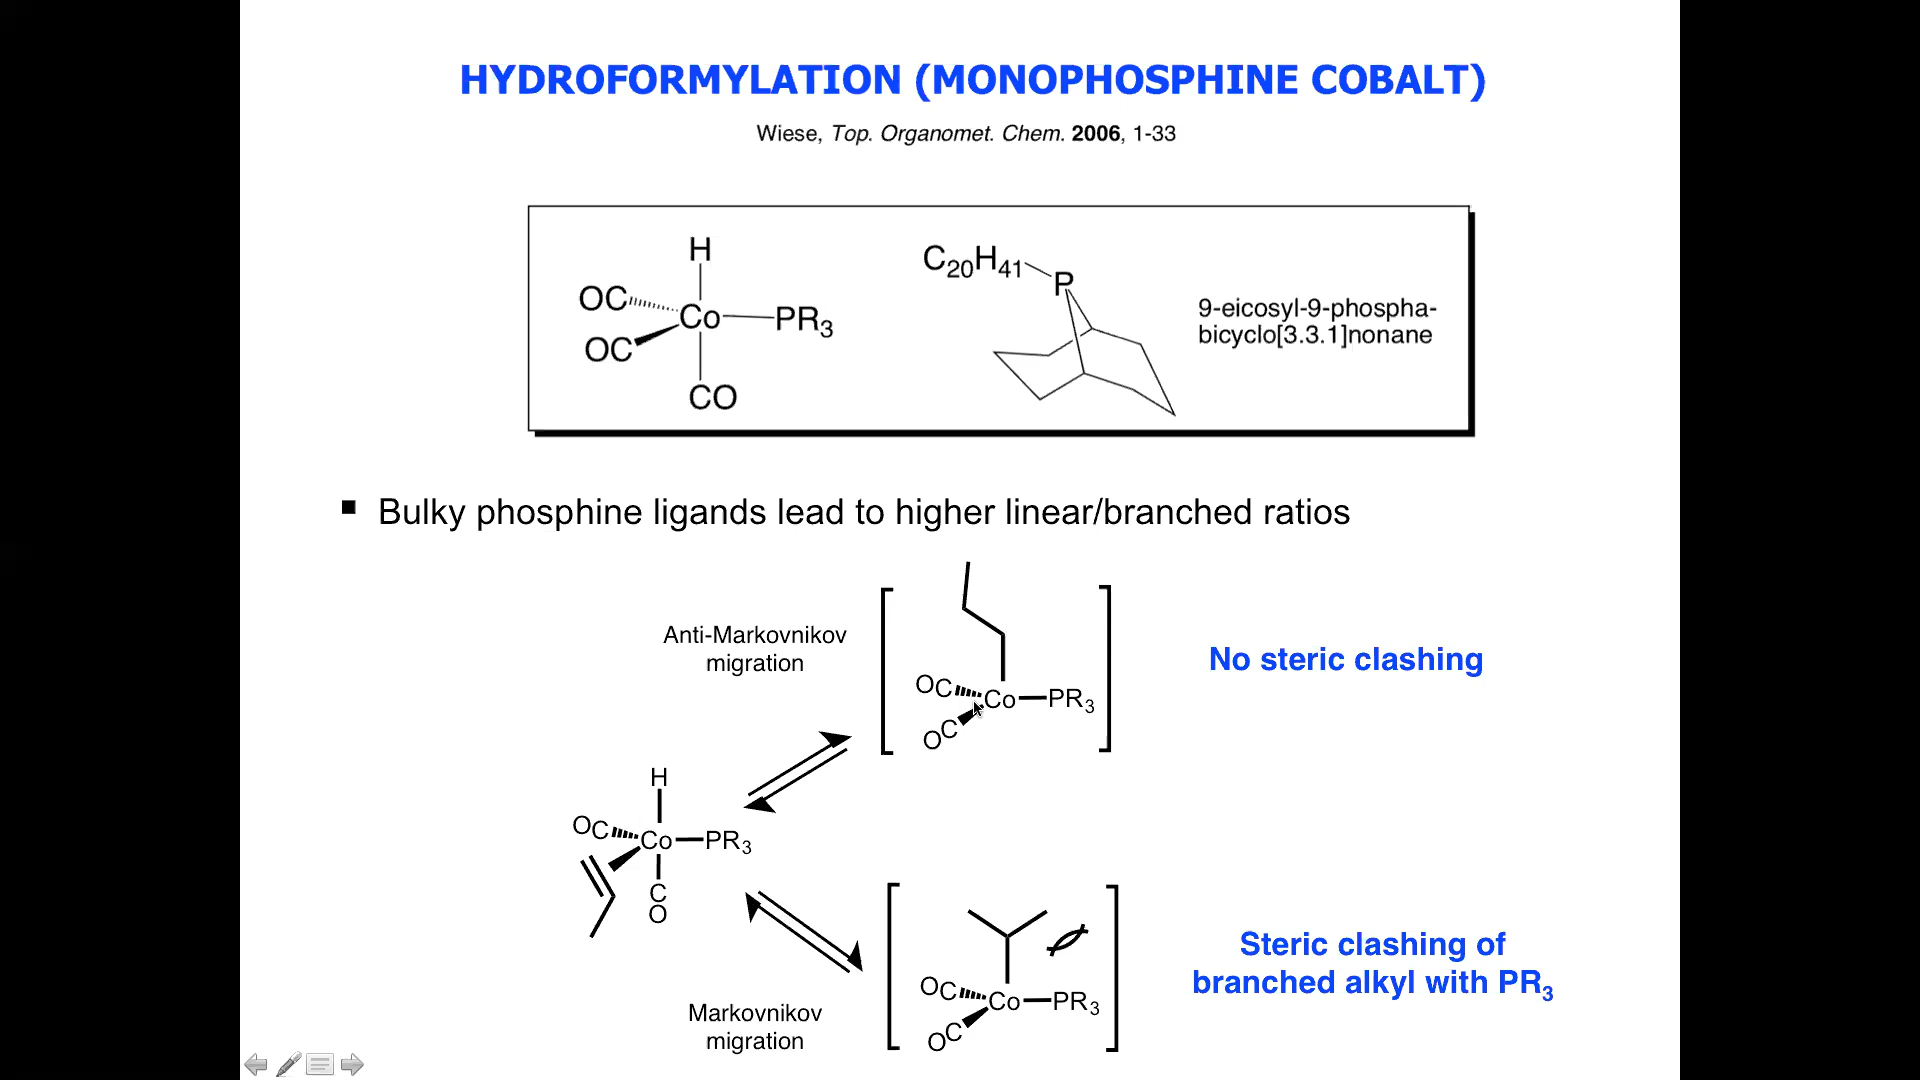 HYDROFORMYLATION (MONOPHOSPHINE COBALT)
Wiese, Top. Organomet. Chem. 2006, 1-33
H
OC
Co
PR3
OC
CO
C20H41
P
9-eicosyl-9-phospha-
bicyclo[3.3.1]nonane
▪ Bulky phosphine ligands lead to higher linear/branched ratios
Anti-Markovnikov
migration
OC
Co
PR3
OC
No steric clashing
H
OC
Co
PR3
C
O
Markovnikov
migration
OC
Co
PR3
OC
Steric clashing of
branched alkyl with PR3